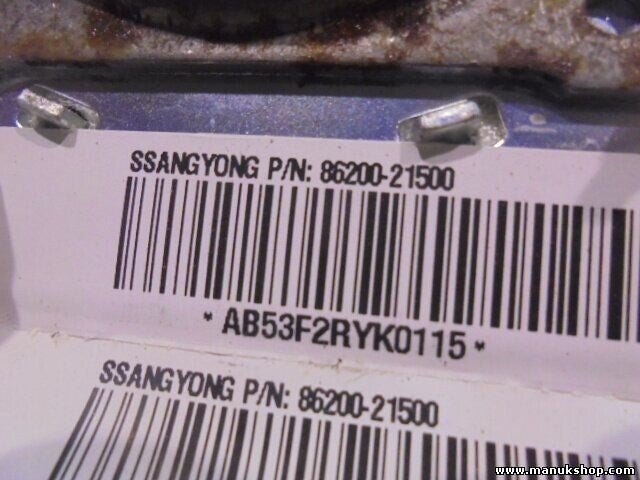 SSANGYONG P/N: 86200-21500
* AB53F2RYK0115 *
SSANGYONG P/N: 86200-21500
www.manukshop.com